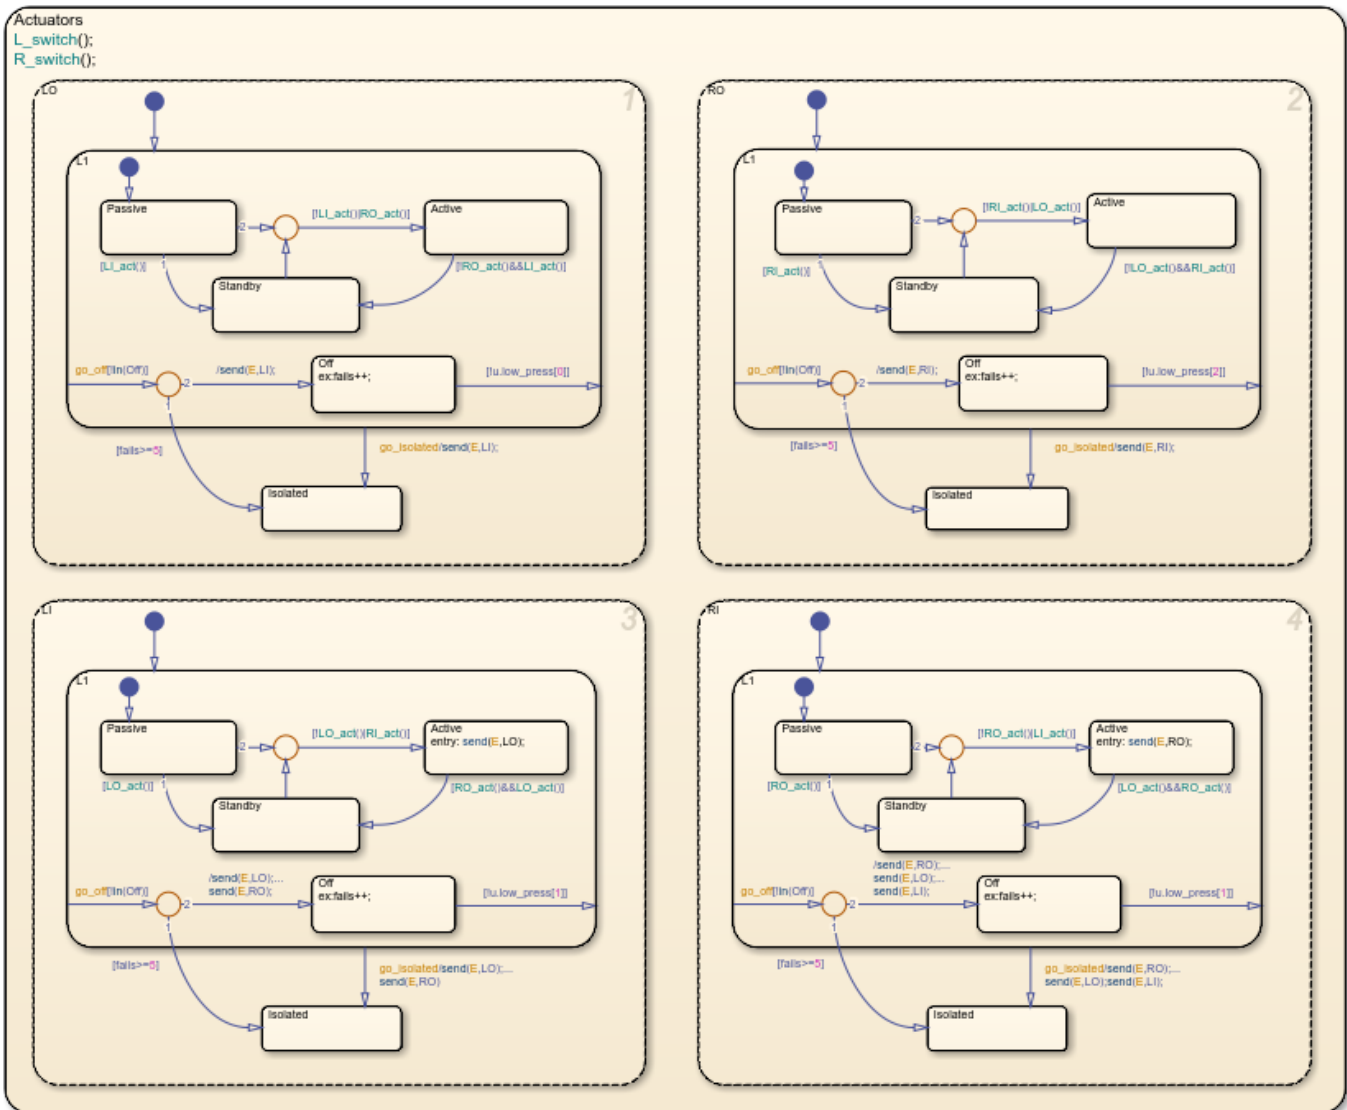 Actuators
L_switch();
R_switch();
LO
1
L1
Passive
2
[!LI_act()|RO_act()]
Active
[LI_act()]
1
[!RO_act()&&LI_act()]
Standby
go_off[!in(Off)]
2
/send(E,LI);
Off
ex:fails++;
[!u.low_press[0]]
1
[fails>=5]
go_isolated/send(E,LI);
Isolated
RO
2
L1
Passive
2
[!RI_act()|LO_act()]
Active
[RI_act()]
1
[!LO_act()&&RI_act()]
Standby
go_off[!in(Off)]
2
/send(E,RI);
Off
ex:fails++;
[!u.low_press[2]]
1
[fails>=5]
go_isolated/send(E,RI);
Isolated
LI
3
L1
Passive
2
[!LO_act()|RI_act()]
Active
entry: send(E,LO);
[LO_act()]
1
[RO_act()&&LO_act()]
Standby
/send(E,LO);...
send(E,RO);
go_off[!in(Off)]
2
Off
ex:fails++;
[!u.low_press[1]]
1
[fails>=5]
go_isolated/send(E,LO);...
send(E,RO)
Isolated
RI
4
L1
Passive
2
[!RO_act()|LI_act()]
Active
entry: send(E,RO);
[RO_act()]
1
[LO_act()&&RO_act()]
Standby
/send(E,RO);...
send(E,LO);...
send(E,LI);
go_off[!in(Off)]
2
Off
ex:fails++;
[!u.low_press[1]]
1
[fails>=5]
go_isolated/send(E,RO);...
send(E,LO);send(E,LI);
Isolated